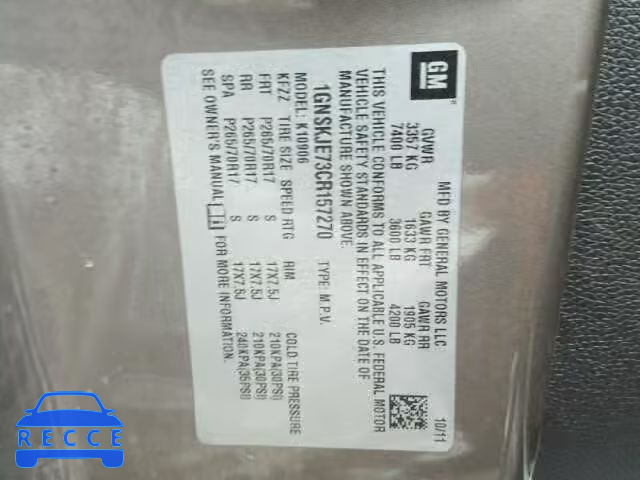 GM
MFD BY GENERAL MOTORS LLC
10/11
GVWR GAWR FRT GAWR RR
3357 KG 1633 KG 1905 KG
7400 LB 3600 LB 4200 LB
THIS VEHICLE CONFORMS TO ALL APPLICABLE U.S. FEDERAL MOTOR
VEHICLE SAFETY STANDARDS IN EFFECT ON THE DATE OF
MANUFACTURE SHOWN ABOVE.
1GNSKJE73CR157270 TYPE: M.P.V.
MODEL: K10906
KFZZ TIRE SIZE SPEED RTG RIM COLD TIRE PRESSURE
FRT P265/70R17 S 17X7.5J 210KPA(30PSI)
RR P265/70R17 S 17X7.5J 210KPA(30PSI)
SPA P265/70R17 S 17X7.5J 240KPA(35PSI)
SEE OWNER'S MANUAL FOR MORE INFORMATION.
RECCE